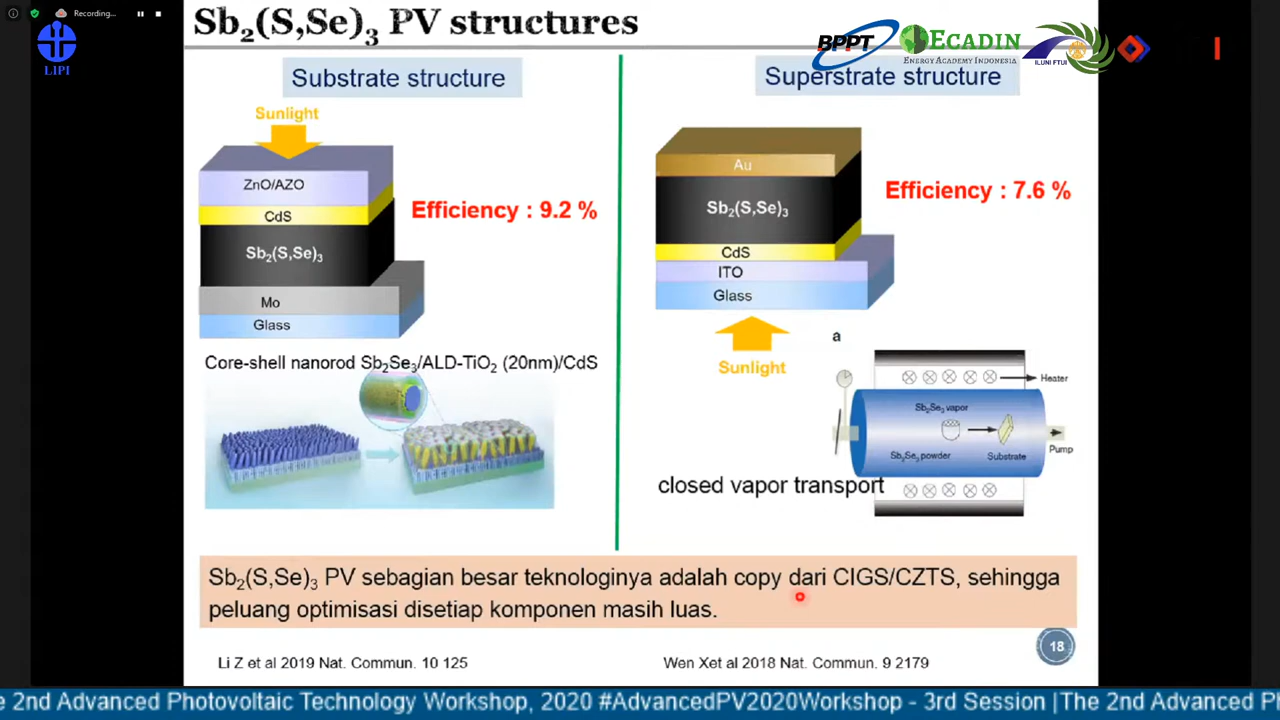 Recording...
LIPI
Sb₂(S,Se)₃ PV structures
BPPT
ECADIN
ENERGY ACADEMY INDONESIA
ILUNI FTUI
Substrate structure
Sunlight
ZnO/AZO
CdS
Sb₂(S,Se)₃
Mo
Glass
Efficiency : 9.2 %
Core-shell nanorod Sb₂Se₃/ALD-TiO₂ (20nm)/CdS
Superstrate structure
Au
Sb₂(S,Se)₃
CdS
ITO
Glass
Efficiency : 7.6 %
Sunlight
a
Heater
Sb₂Se₃ vapor
Sb₂Se₃ powder
Substrate
Pump
closed vapor transport
Sb₂(S,Se)₃ PV sebagian besar teknologinya adalah copy dari CIGS/CZTS, sehingga
peluang optimisasi disetiap komponen masih luas.
18
Li Z et al 2019 Nat. Commun. 10 125
Wen Xet al 2018 Nat. Commun. 9 2179
e 2nd Advanced Photovoltaic Technology Workshop, 2020 #AdvancedPV2020Workshop - 3rd Session |The 2nd Advanced Ph